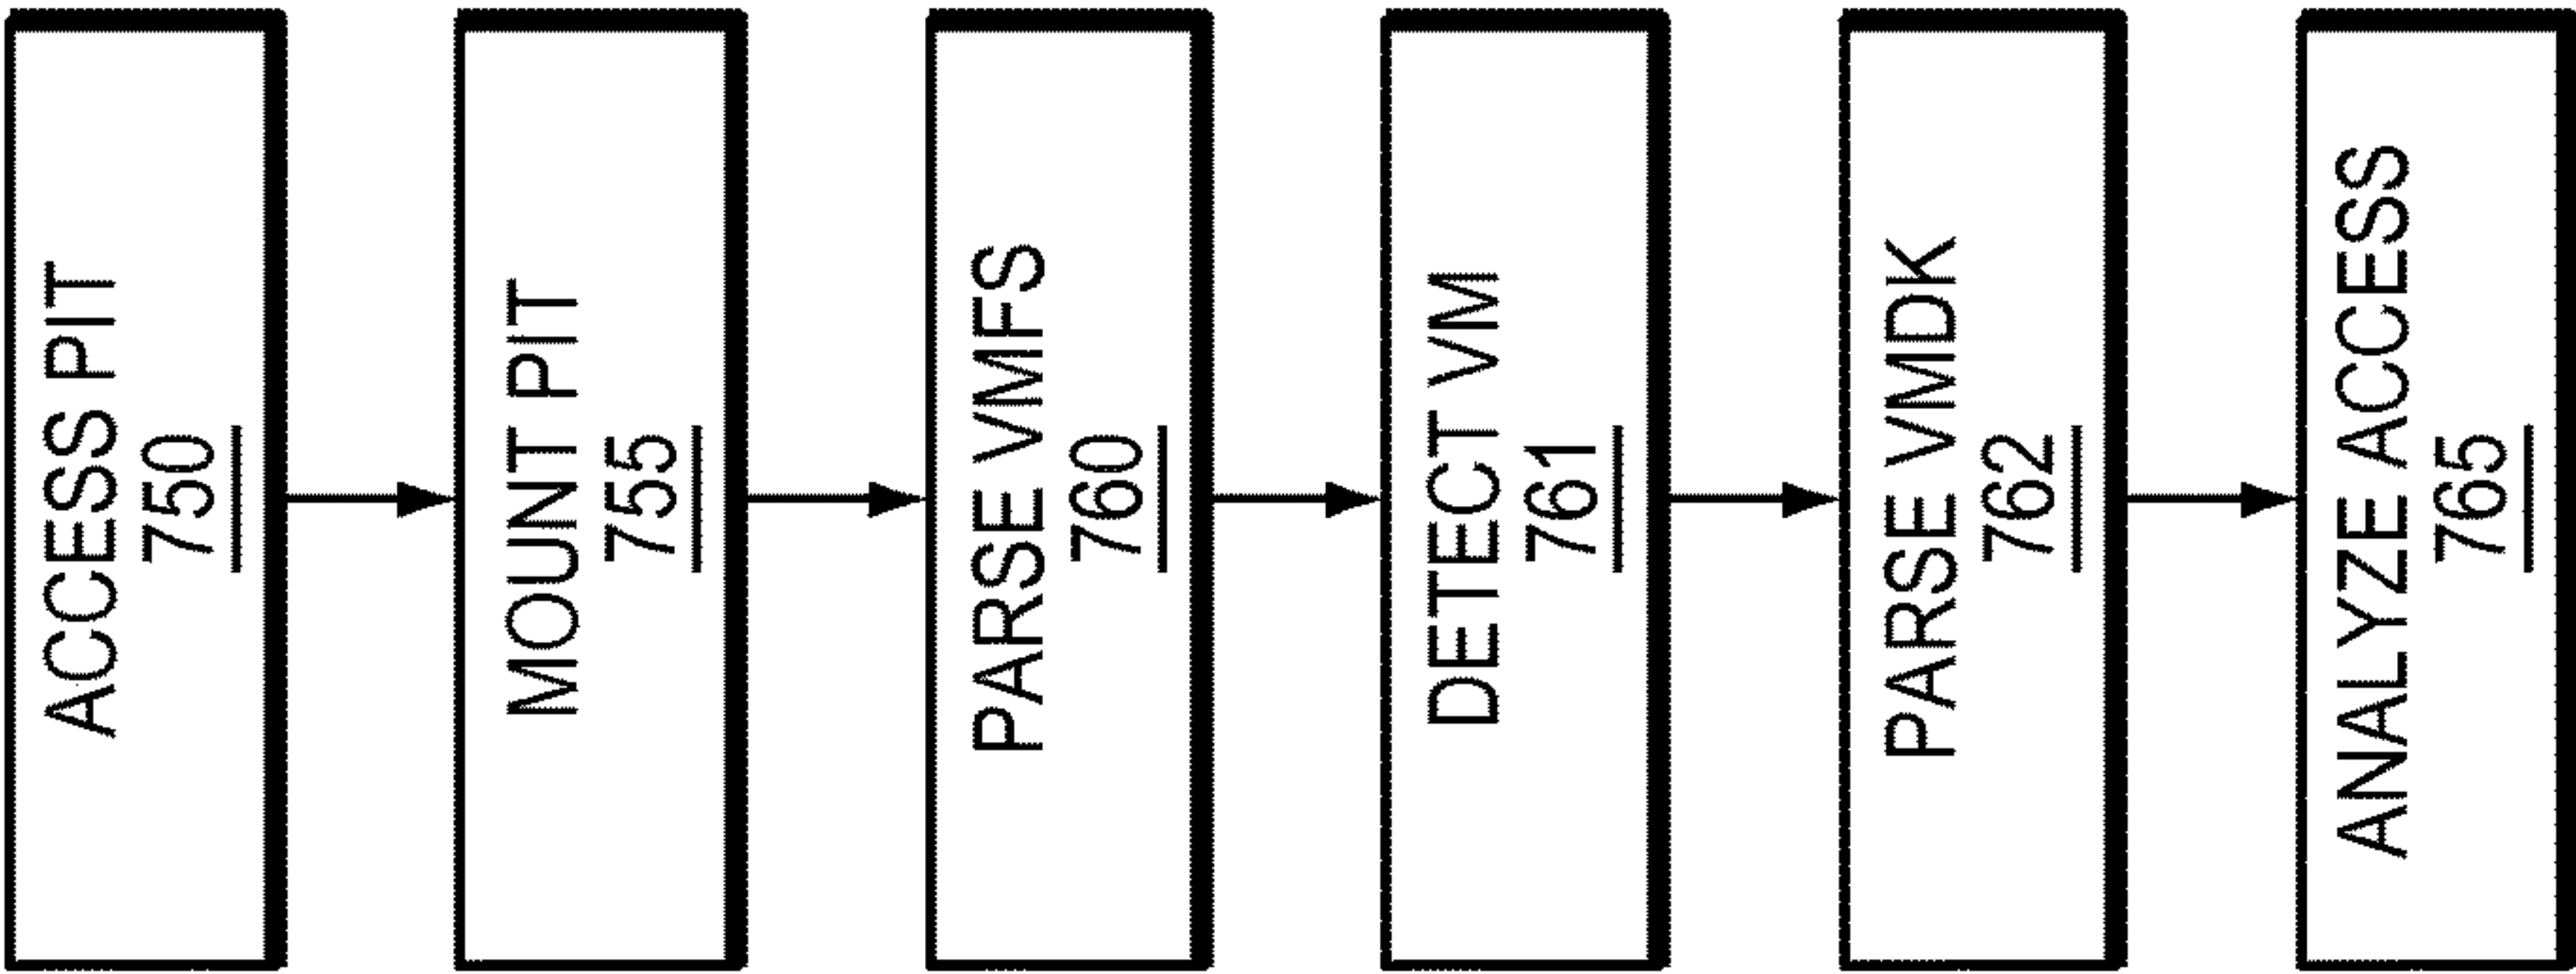 ACCESS PIT
750
MOUNT PIT
755
PARSE VMFS
760
DETECT VM
761
PARSE VMDK
762
ANALYZE ACCESS
765